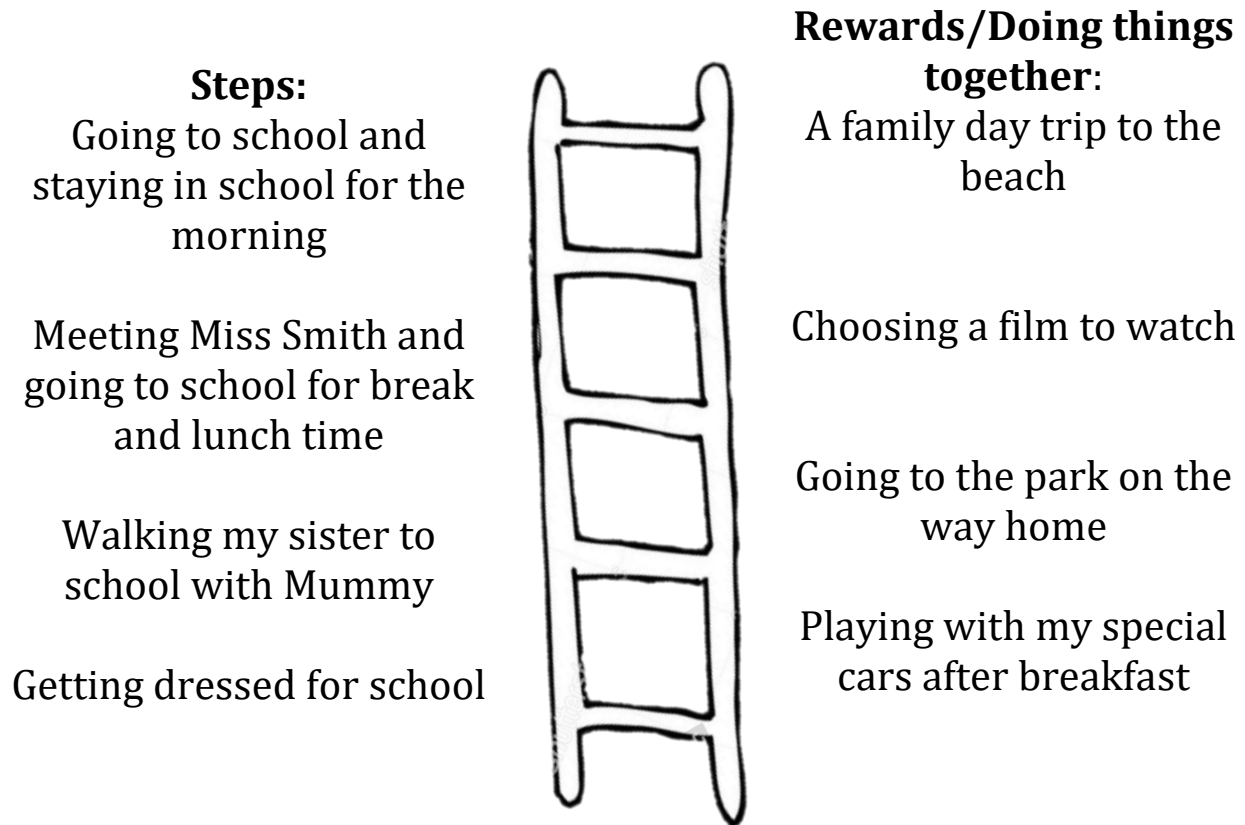 Steps:
Going to school and
staying in school for the
morning
Meeting Miss Smith and
going to school for break
and lunch time
Walking my sister to
school with Mummy
Getting dressed for school
Rewards/Doing things
together:
A family day trip to the
beach
Choosing a film to watch
Going to the park on the
way home
Playing with my special
cars after breakfast